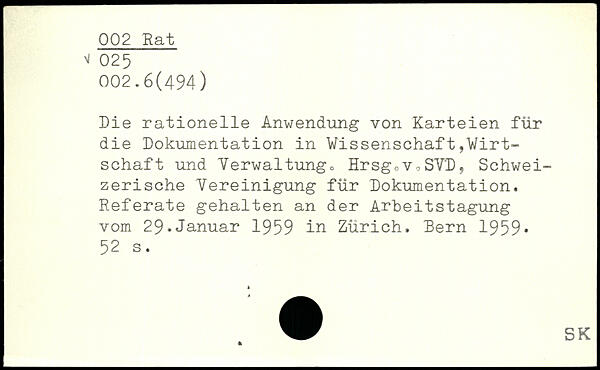 002 Rat
√ 025
002.6(494)
Die rationelle Anwendung von Karteien für
die Dokumentation in Wissenschaft,Wirt-
schaft und Verwaltung. Hrsg.v.SVD, Schwei-
zerische Vereinigung für Dokumentation.
Referate gehalten an der Arbeitstagung
vom 29.Januar 1959 in Zürich. Bern 1959.
52 s.
SK